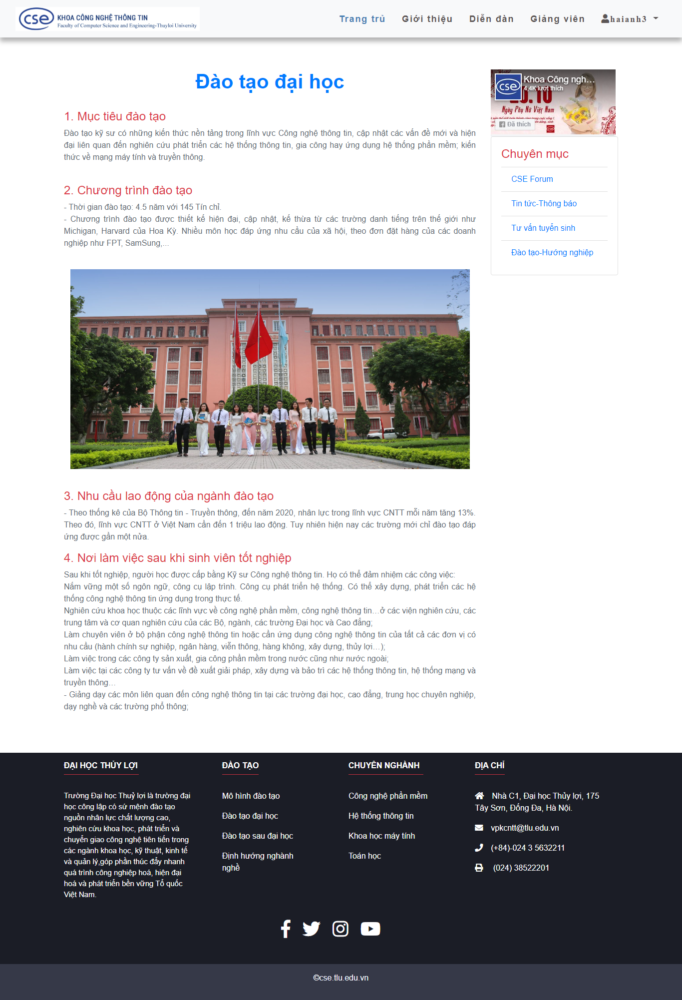 cse KHOA CÔNG NGHỆ THÔNG TIN
Faculty of Computer Science and Engineering-Thuyloi University
Trang trủ Giới thiệu Diễn đàn Giảng viên haianh3
Đào tạo đại học
1. Mục tiêu đào tạo
Đào tạo kỹ sư có những kiến thức nền tảng trong lĩnh vực Công nghệ thông tin, cập nhật các vấn đề mới và hiện
đại liên quan đến nghiên cứu phát triển các hệ thống thông tin, gia công hay ứng dụng hệ thống phần mềm; kiến
thức về mạng máy tính và truyền thông.
2. Chương trình đào tạo
- Thời gian đào tạo: 4.5 năm với 145 Tín chỉ.
- Chương trình đào tạo được thiết kế hiện đại, cập nhật, kế thừa từ các trường danh tiếng trên thế giới như
Michigan, Harvard của Hoa Kỳ. Nhiều môn học đáp ứng nhu cầu của xã hội, theo đơn đặt hàng của các doanh
nghiệp như FPT, SamSung,...
3. Nhu cầu lao động của ngành đào tạo
- Theo thống kê của Bộ Thông tin - Truyền thông, đến năm 2020, nhân lực trong lĩnh vực CNTT mỗi năm tăng 13%.
Theo đó, lĩnh vực CNTT ở Việt Nam cần đến 1 triệu lao động. Tuy nhiên hiện nay các trường mới chỉ đào tạo đáp
ứng được gần một nửa.
4. Nơi làm việc sau khi sinh viên tốt nghiệp
Sau khi tốt nghiệp, người học được cấp bằng Kỹ sư Công nghệ thông tin. Họ có thể đảm nhiệm các công việc:
Nắm vững một số ngôn ngữ, công cụ lập trình. Công cụ phát triển hệ thống. Có thể xây dựng, phát triển các hệ
thống công nghệ thông tin ứng dụng trong thực tế.
Nghiên cứu khoa học thuộc các lĩnh vực về công nghệ phần mềm, công nghệ thông tin…ở các viện nghiên cứu, các
trung tâm và cơ quan nghiên cứu của các Bộ, ngành, các trường Đại học và Cao đẳng;
Làm chuyên viên ở bộ phận công nghệ thông tin hoặc cần ứng dụng công nghệ thông tin của tất cả các đơn vị có
nhu cầu (hành chính sự nghiệp, ngân hàng, viễn thông, hàng không, xây dựng, thủy lợi…);
Làm việc trong các công ty sản xuất, gia công phần mềm trong nước cũng như nước ngoài;
Làm việc tại các công ty tư vấn về đề xuất giải pháp, xây dựng và bảo trì các hệ thống thông tin, hệ thống mạng và
truyền thông…
- Giảng dạy các môn liên quan đến công nghệ thông tin tại các trường đại học, cao đẳng, trung học chuyên nghiệp,
dạy nghề và các trường phổ thông;
cse Khoa Công ngh...
4,4K lượt thích
20.10
Ngày Phụ Nữ Việt Nam
Đã thích
Chuyên mục
CSE Forum
Tin tức-Thông báo
Tư vấn tuyển sinh
Đào tạo-Hướng nghiệp
ĐẠI HỌC THỦY LỢI
Trường Đại học Thuỷ lợi là trường đại
học công lập có sứ mệnh đào tạo
nguồn nhân lực chất lượng cao,
nghiên cứu khoa học, phát triển và
chuyển giao công nghệ tiên tiến trong
các ngành khoa học, kỹ thuật, kinh tế
và quản lý,góp phần thúc đẩy nhanh
quá trình công nghiệp hoá, hiện đại
hoá và phát triển bền vững Tổ quốc
Việt Nam.
ĐÀO TẠO
Mô hình đào tạo
Đào tạo đại học
Đào tạo sau đại học
Định hướng nghành
nghề
CHUYÊN NGHÀNH
Công nghệ phần mềm
Hệ thống thông tin
Khoa học máy tính
Toán học
ĐỊA CHỈ
Nhà C1, Đại học Thủy lợi, 175
Tây Sơn, Đống Đa, Hà Nội.
vpkcntt@tlu.edu.vn
(+84)-024 3 5632211
(024) 38522201
©cse.tlu.edu.vn